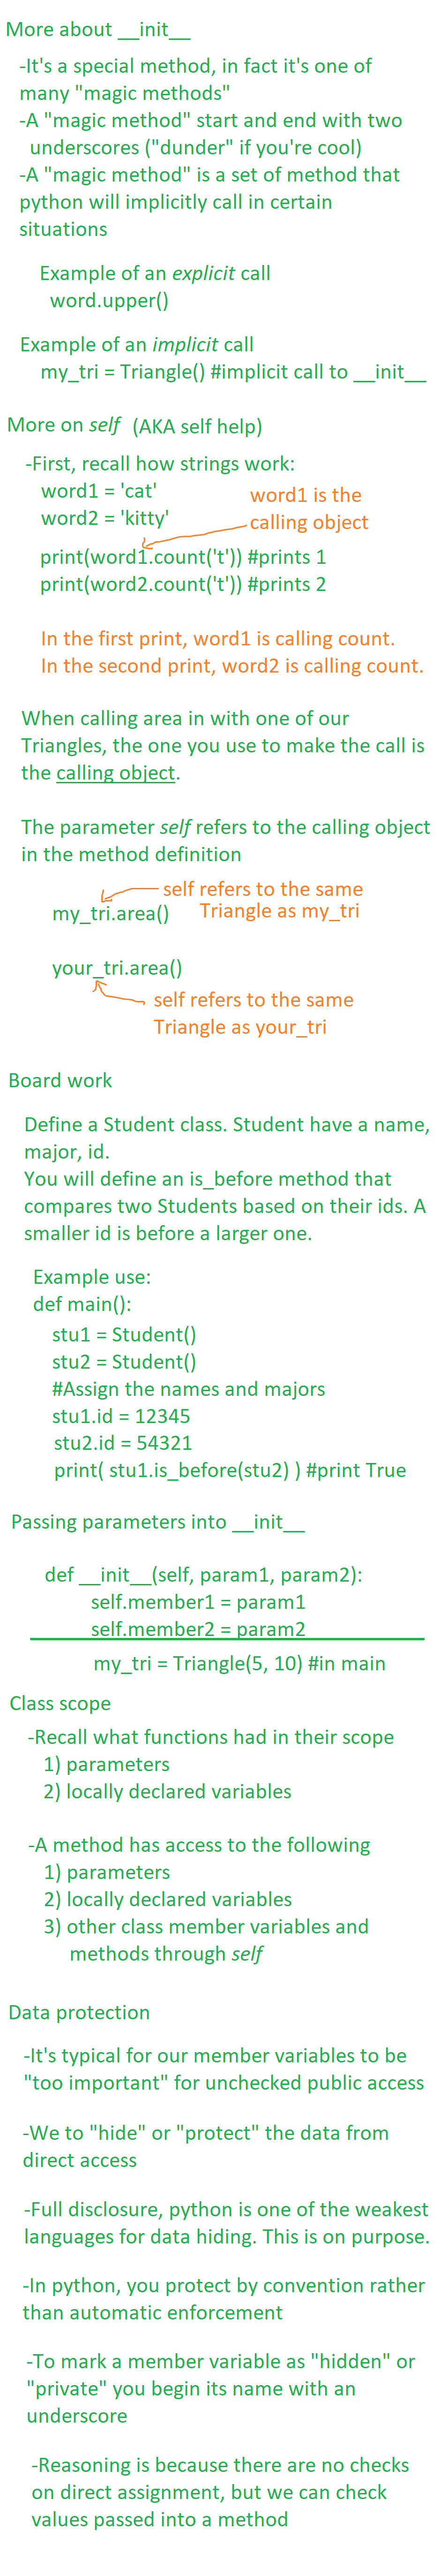 More about __init__
-It's a special method, in fact it's one of
many "magic methods"
-A "magic method" start and end with two
underscores ("dunder" if you're cool)
-A "magic method" is a set of method that
python will implicitly call in certain
situations
Example of an explicit call
word.upper()
Example of an implicit call
my_tri = Triangle() #implicit call to __init__
More on self (AKA self help)
-First, recall how strings work:
word1 = 'cat'
word2 = 'kitty'
word1 is the
calling object
print(word1.count('t')) #prints 1
print(word2.count('t')) #prints 2
In the first print, word1 is calling count.
In the second print, word2 is calling count.
When calling area in with one of our
Triangles, the one you use to make the call is
the calling object.
The parameter self refers to the calling object
in the method definition
self refers to the same
Triangle as my_tri
my_tri.area()
your_tri.area()
self refers to the same
Triangle as your_tri
Board work
Define a Student class. Student have a name,
major, id.
You will define an is_before method that
compares two Students based on their ids. A
smaller id is before a larger one.
Example use:
def main():
stu1 = Student()
stu2 = Student()
#Assign the names and majors
stu1.id = 12345
stu2.id = 54321
print( stu1.is_before(stu2) ) #print True
Passing parameters into __init__
def __init__(self, param1, param2):
self.member1 = param1
self.member2 = param2
my_tri = Triangle(5, 10) #in main
Class scope
-Recall what functions had in their scope
1) parameters
2) locally declared variables
-A method has access to the following
1) parameters
2) locally declared variables
3) other class member variables and
methods through self
Data protection
-It's typical for our member variables to be
"too important" for unchecked public access
-We to "hide" or "protect" the data from
direct access
-Full disclosure, python is one of the weakest
languages for data hiding. This is on purpose.
-In python, you protect by convention rather
than automatic enforcement
-To mark a member variable as "hidden" or
"private" you begin its name with an
underscore
-Reasoning is because there are no checks
on direct assignment, but we can check
values passed into a method